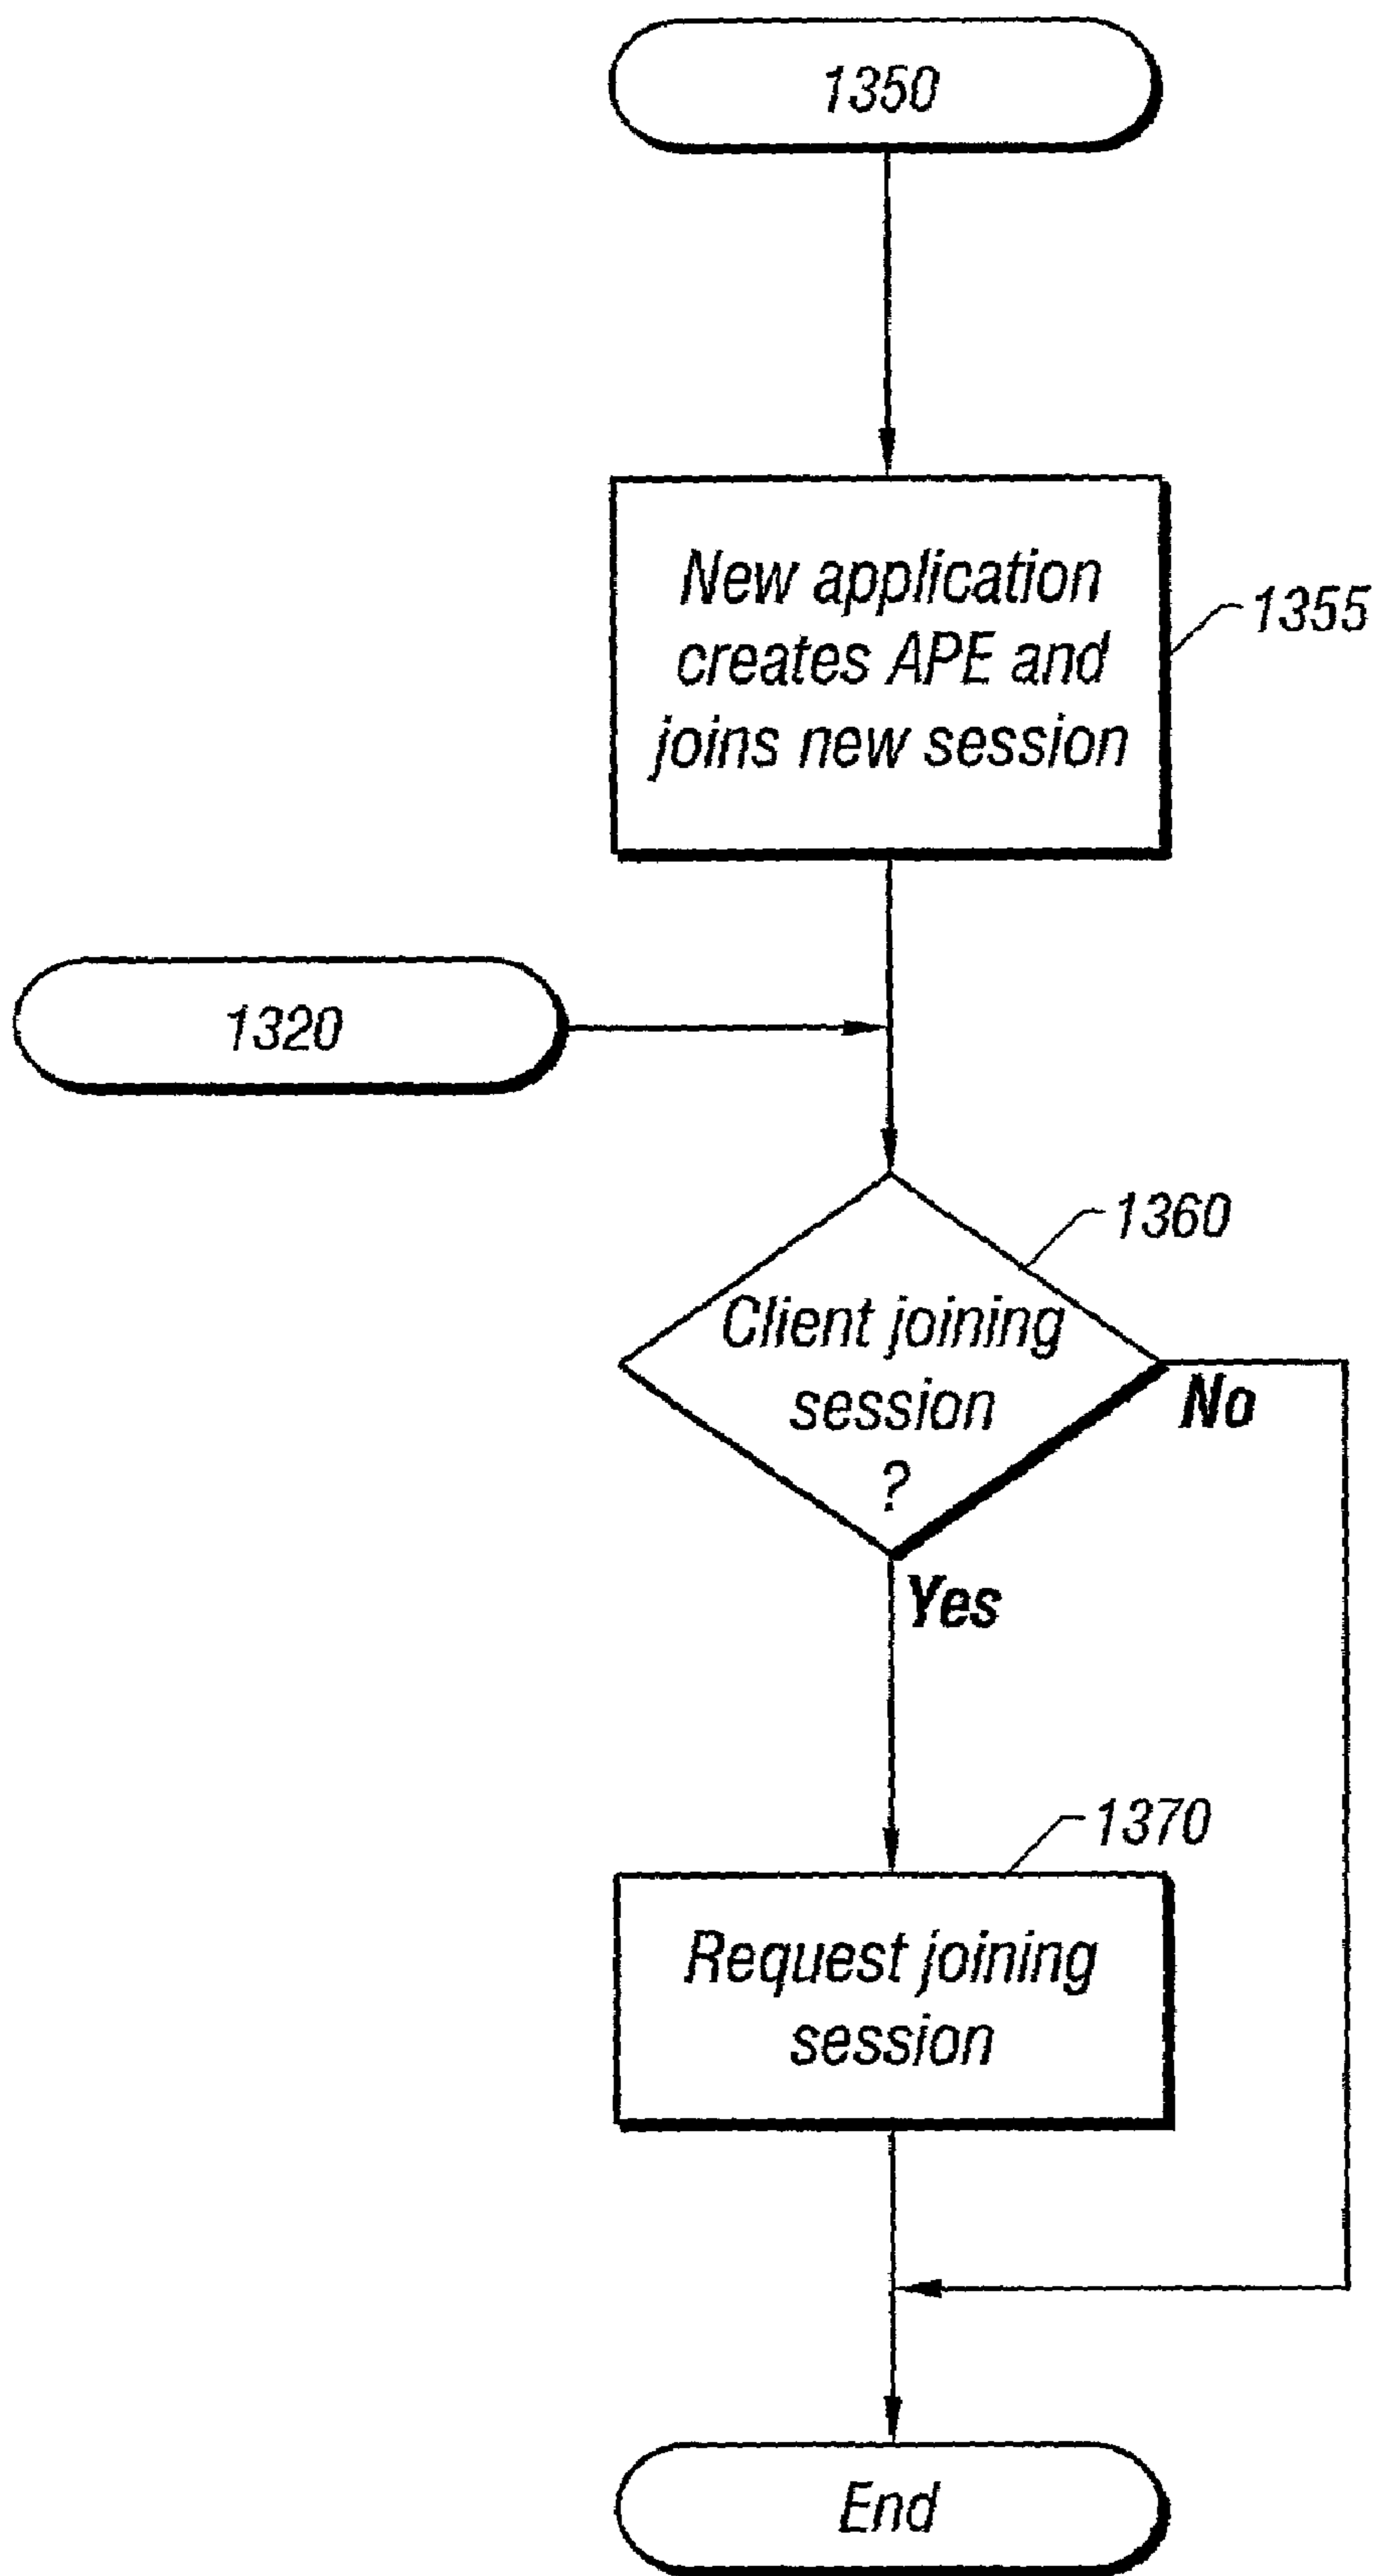 1350
New application
creates APE and
joins new session
1355
1320
1360
Client joining
session
?
No
Yes
1370
Request joining
session
End